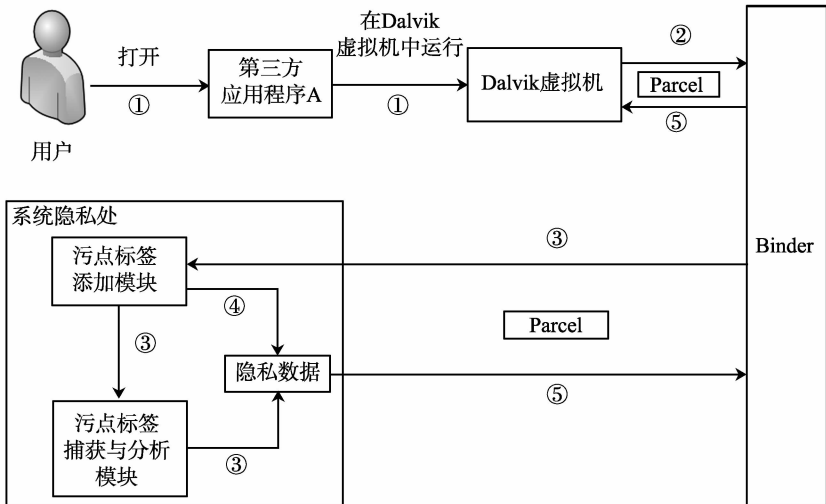 打开
①
用户
第三方
应用程序A
在Dalvik
虚拟机中运行
①
Dalvik虚拟机
②
Parcel
⑤
Binder
系统隐私处
污点标签
添加模块
③
④
③
Parcel
隐私数据
⑤
污点标签
捕获与分析
模块
③